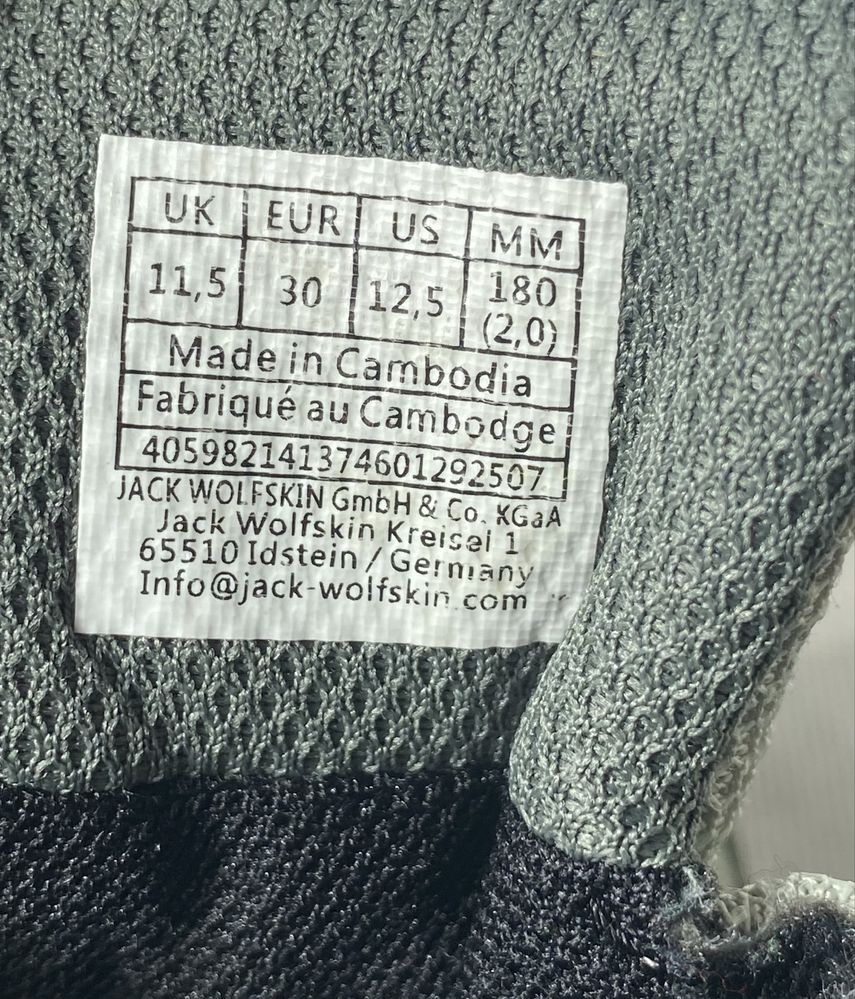 UK EUR US MM
11,5 30 12,5 180
(2,0)
Made in Cambodia
Fabriqué au Cambodge
405982141374601292507
JACK WOLFSKIN GmbH & Co. KGaA
Jack Wolfskin Kreisel 1
65510 Idstein / Germany
Info@jack-wolfskin.com